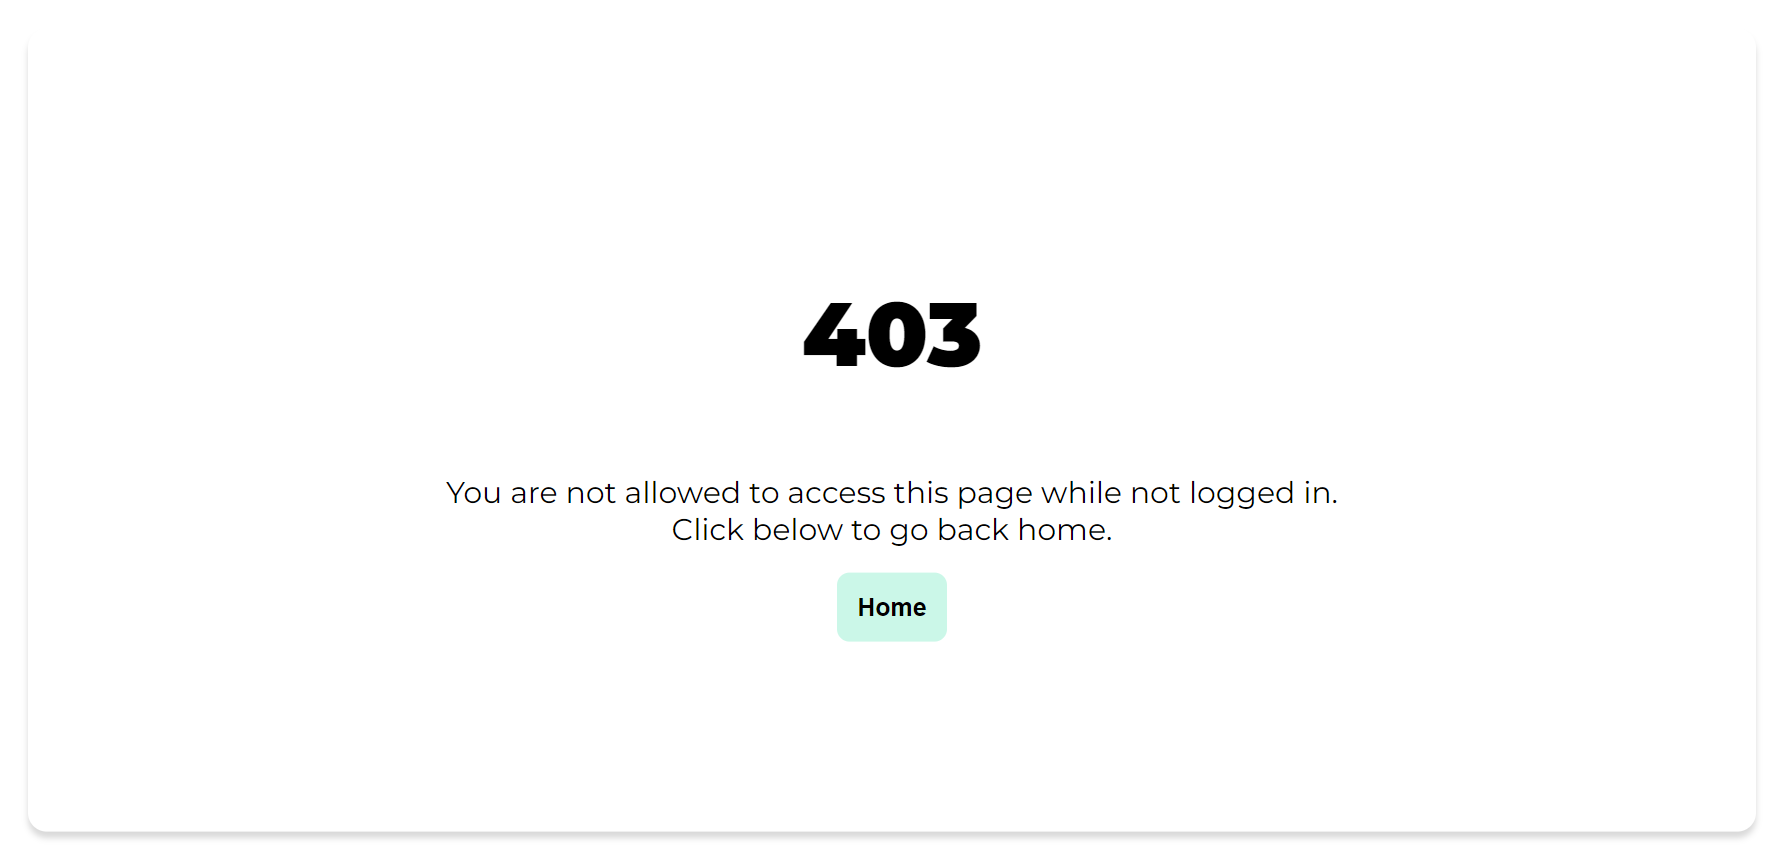 403
You are not allowed to access this page while not logged in.
Click below to go back home.
Home